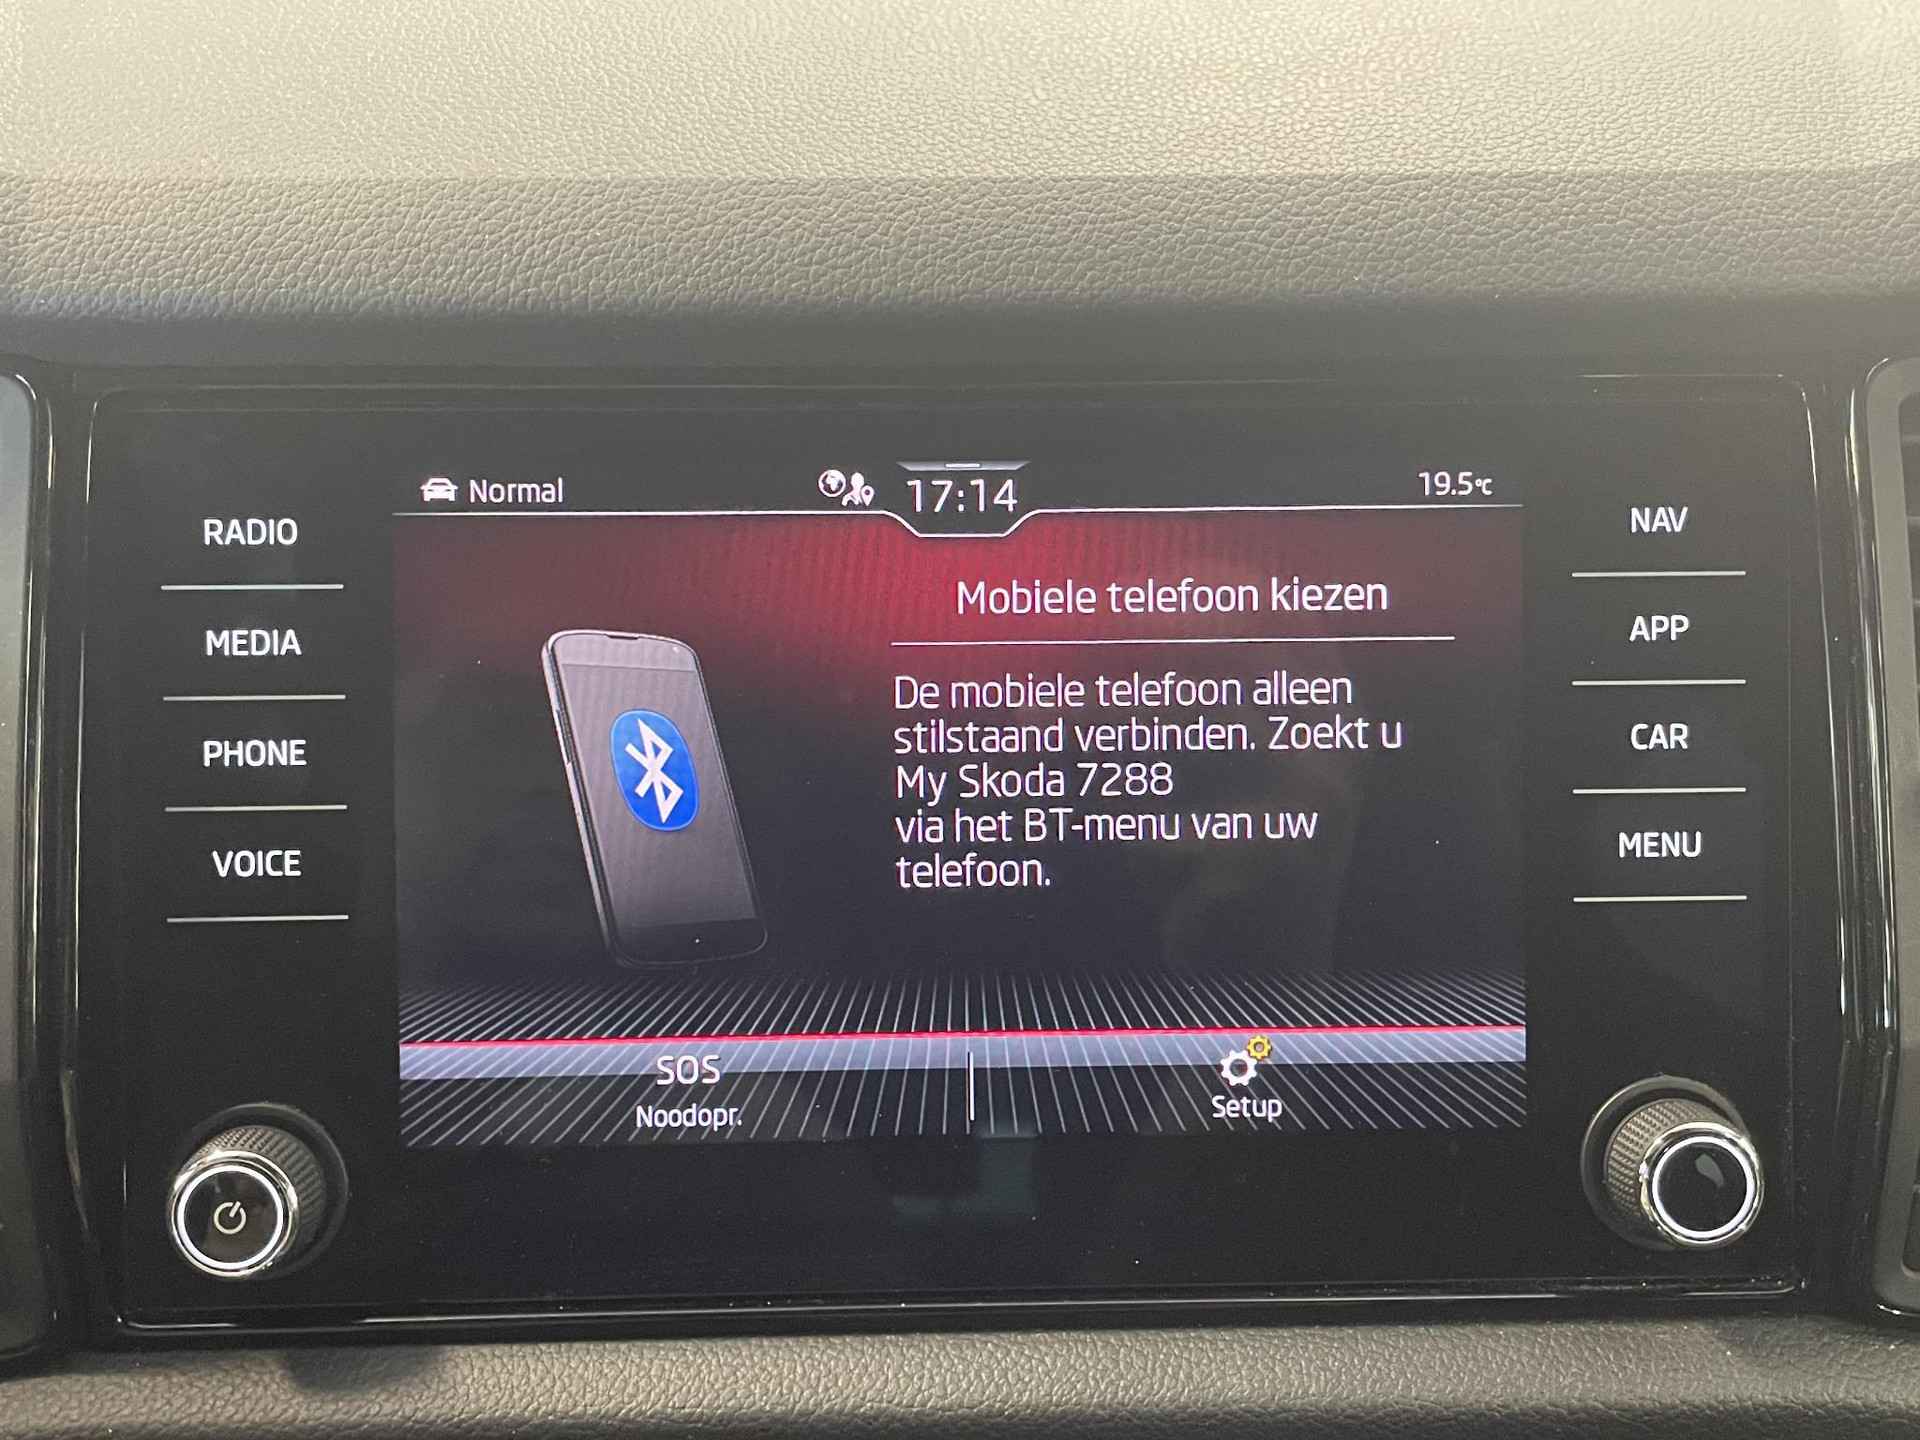 Normal
17:14
19.5°C
RADIO
MEDIA
PHONE
VOICE
Mobiele telefoon kiezen
De mobiele telefoon alleen
stilstaand verbinden. Zoekt u
My Skoda 7288
via het BT-menu van uw
telefoon.
SOS
Noodopr.
Setup
NAV
APP
CAR
MENU